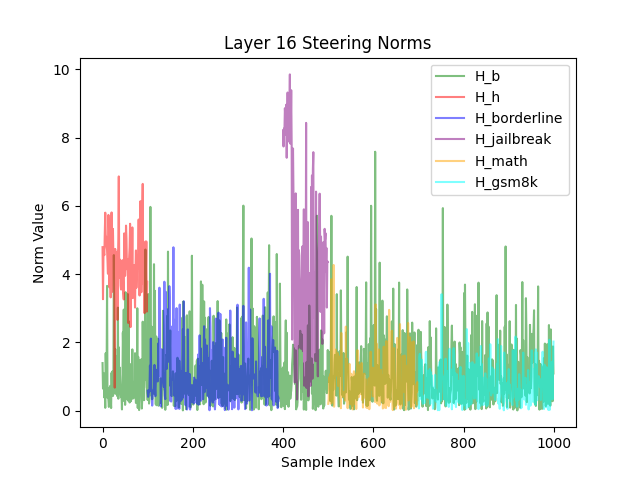 Layer 16 Steering Norms
10
8
6
4
2
0
Norm Value
0
200
400
600
800
1000
Sample Index
H_b
H_h
H_borderline
H_jailbreak
H_math
H_gsm8k